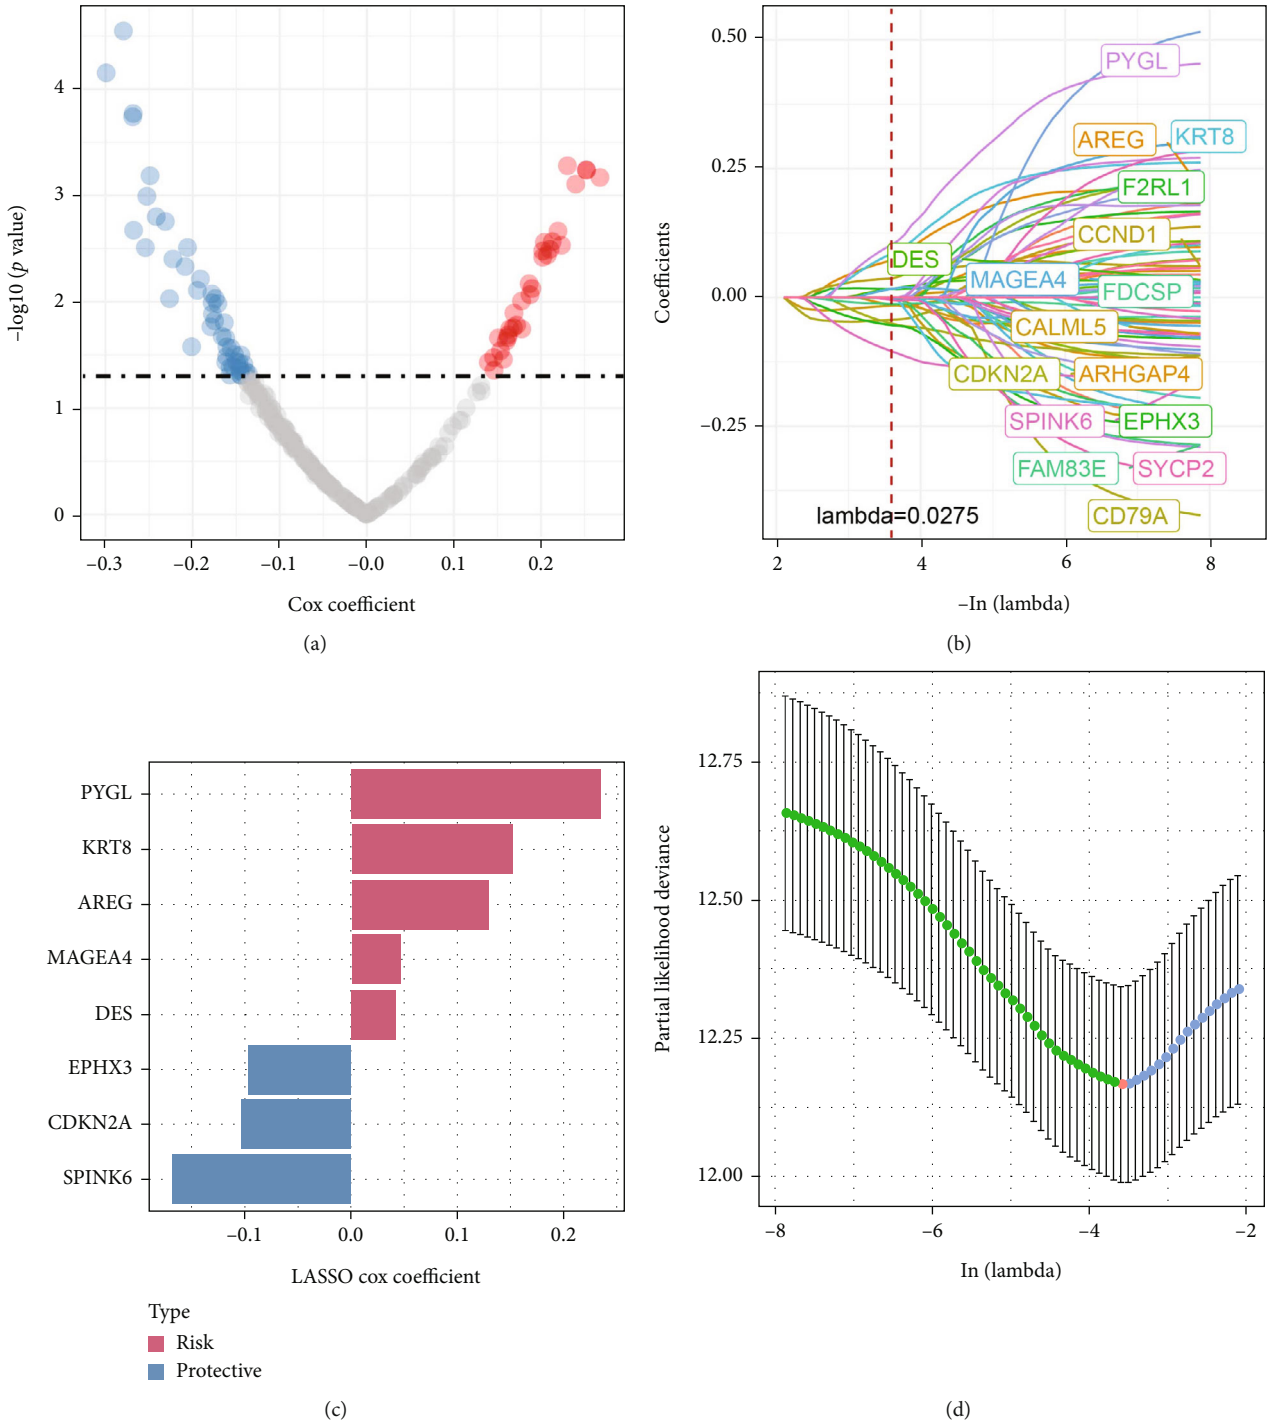 4
3
2
1
0
–log10 (p value)
–0.3
–0.2
–0.1
–0.0
0.1
0.2
Cox coefficient
(a)
0.50
0.25
0.00
–0.25
Coefficients
PYGL
AREG
KRT8
F2RL1
CCND1
DES
MAGEA4
FDCSP
CALML5
CDKN2A
ARHGAP4
SPINK6
EPHX3
FAM83E
SYCP2
CD79A
lambda=0.0275
2
4
6
8
–In (lambda)
(b)
PYGL
KRT8
AREG
MAGEA4
DES
EPHX3
CDKN2A
SPINK6
–0.1
0.0
0.1
0.2
LASSO cox coefficient
Type
Risk
Protective
(c)
12.75
12.50
12.25
12.00
Partial likelihood deviance
–8
–6
–4
–2
In (lambda)
(d)